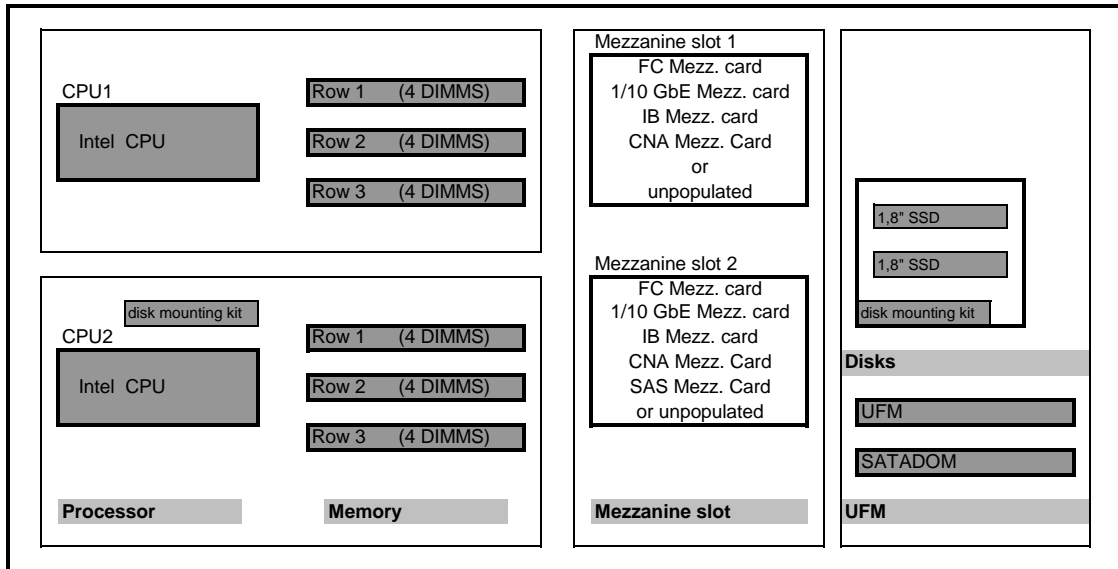 CPU1
Intel CPU
Row 1 (4 DIMMS)
Row 2 (4 DIMMS)
Row 3 (4 DIMMS)
disk mounting kit
CPU2
Intel CPU
Row 1 (4 DIMMS)
Row 2 (4 DIMMS)
Row 3 (4 DIMMS)
Processor
Memory
Mezzanine slot 1
FC Mezz. card
1/10 GbE Mezz. card
IB Mezz. card
CNA Mezz. Card
or
unpopulated
Mezzanine slot 2
FC Mezz. card
1/10 GbE Mezz. card
IB Mezz. card
CNA Mezz. Card
SAS Mezz. Card
or unpopulated
Mezzanine slot
1,8" SSD
1,8" SSD
disk mounting kit
Disks
UFM
SATADOM
UFM